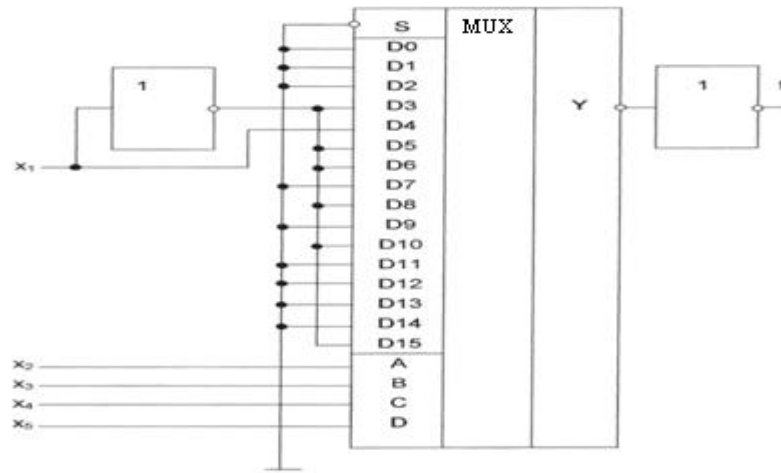 S MUX
D0
D1
1 1
D2
D3 Y
D4
D5
X₁ D6
D7
D8
D9
D10
D11
D12
D13
D14
D15
X₂ A
X₃ B
X₄ C
X₅ D